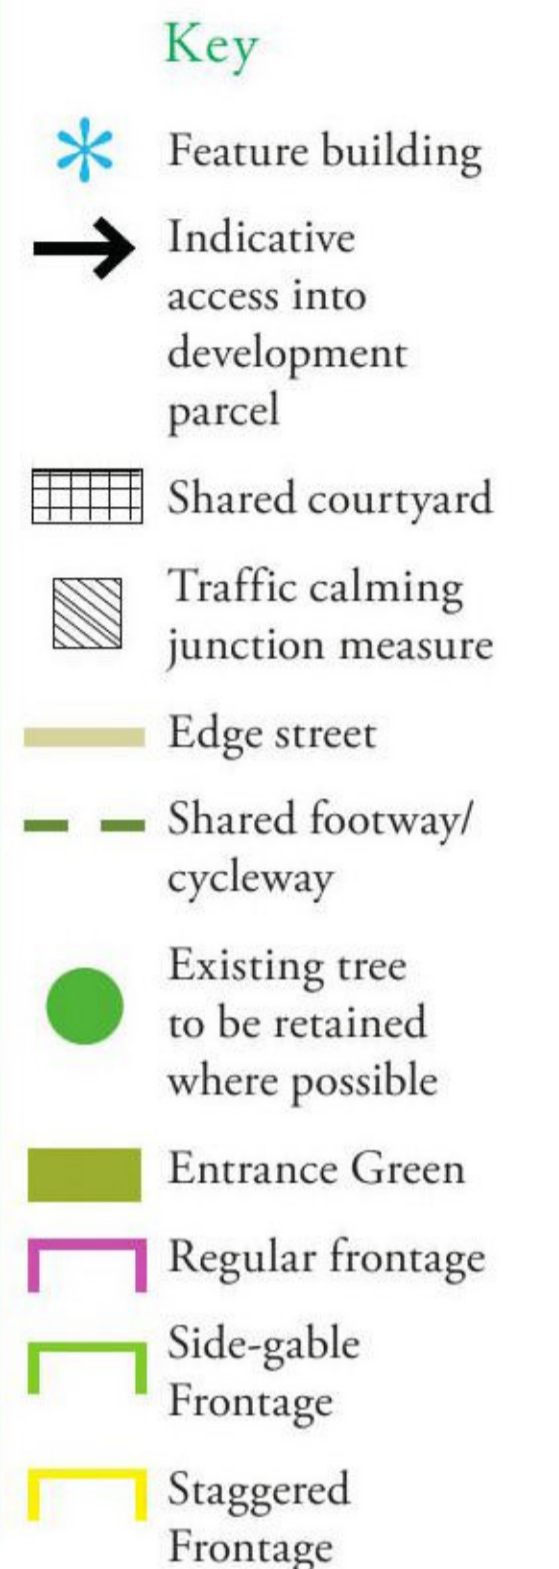 Key
Feature building
Indicative
access into
development
parcel
Shared courtyard
Traffic calming
junction measure
Edge street
Shared footway/
cycleway
Existing tree
to be retained
where possible
Entrance Green
Regular frontage
Side-gable
Frontage
Staggered
Frontage